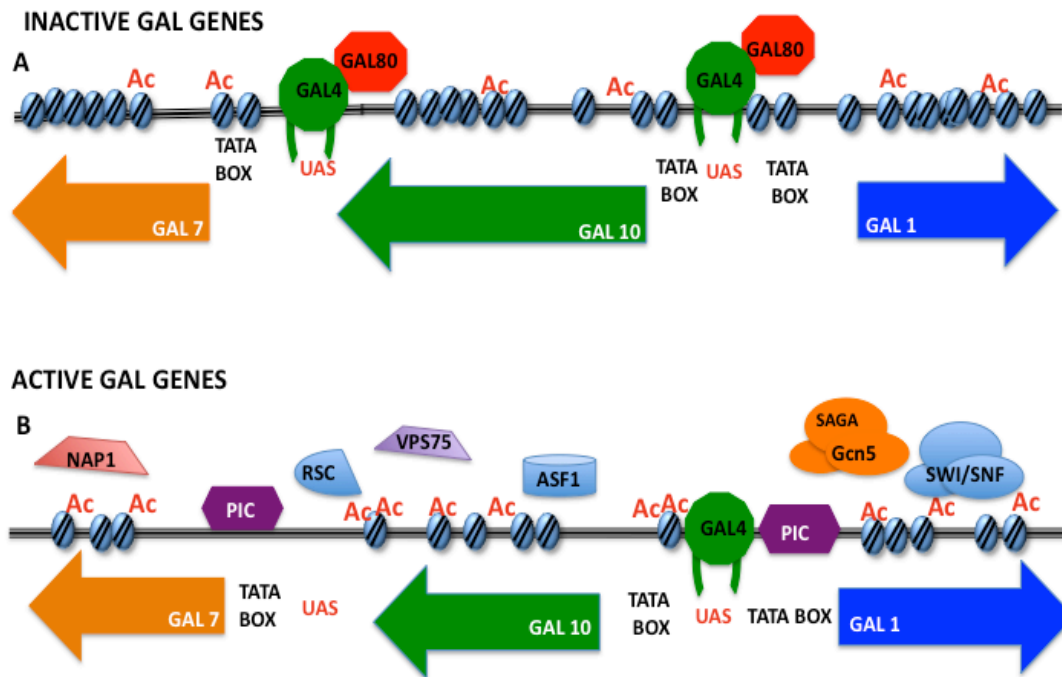 INACTIVE GAL GENES
A
Ac
Ac
GAL4
GAL80
Ac
Ac
GAL4
GAL80
Ac
Ac
TATA
BOX
UAS
TATA
BOX
UAS
TATA
BOX
GAL 7
GAL 10
GAL 1
ACTIVE GAL GENES
B
NAP1
RSC
VPS75
ASF1
SAGA
Gcn5
SWI/SNF
Ac
Ac
PIC
Ac
Ac
Ac
Ac
Ac
Ac
GAL4
PIC
Ac
Ac
Ac
TATA
BOX
UAS
TATA
BOX
UAS
TATA BOX
GAL 7
GAL 10
GAL 1